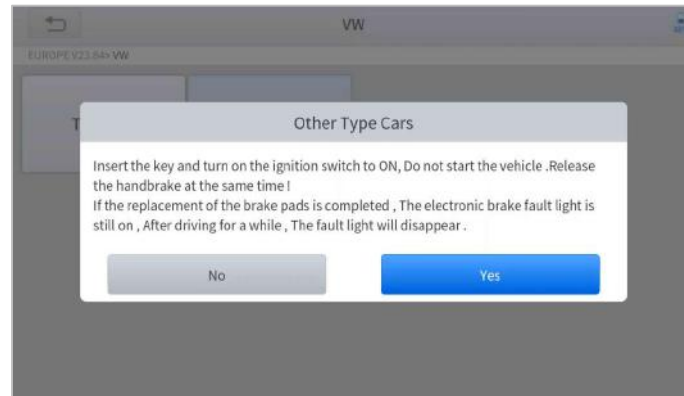 VW
EUROPE V23.84> VW
T
Other Type Cars
Insert the key and turn on the ignition switch to ON, Do not start the vehicle .Release
the handbrake at the same time !
If the replacement of the brake pads is completed , The electronic brake fault light is
still on , After driving for a while , The fault light will disappear .
No
Yes